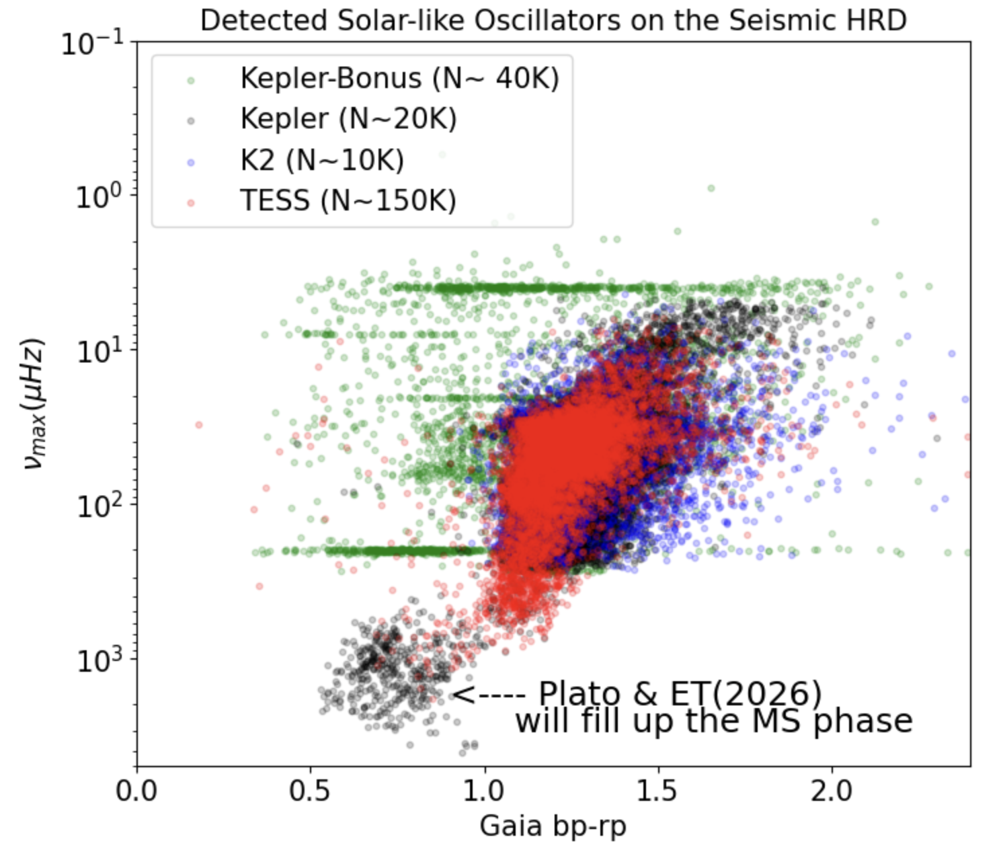 Detected Solar-like Oscillators on the Seismic HRD
10⁻¹
Kepler-Bonus (N~ 40K)
Kepler (N~20K)
K2 (N~10K)
TESS (N~150K)
10⁰
10¹
ν_max(μHz)
10²
10³
<---- Plato & ET(2026)
will fill up the MS phase
0.0 0.5 1.0 1.5 2.0
Gaia bp-rp